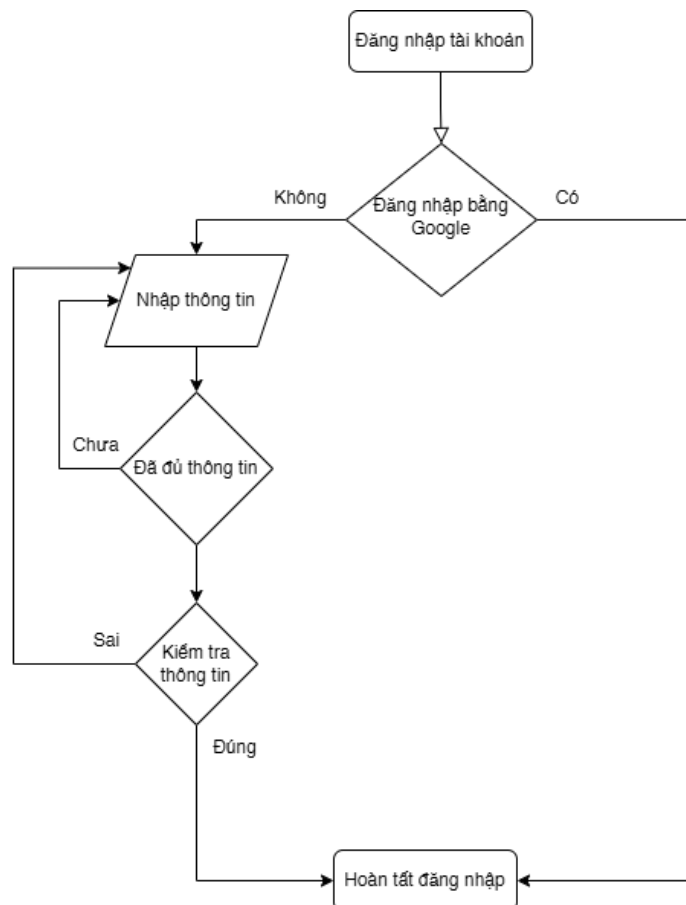 Đăng nhập tài khoản
Không
Đăng nhập bằng
Google
Có
Nhập thông tin
Chưa
Đã đủ thông tin
Sai
Kiểm tra
thông tin
Đúng
Hoàn tất đăng nhập